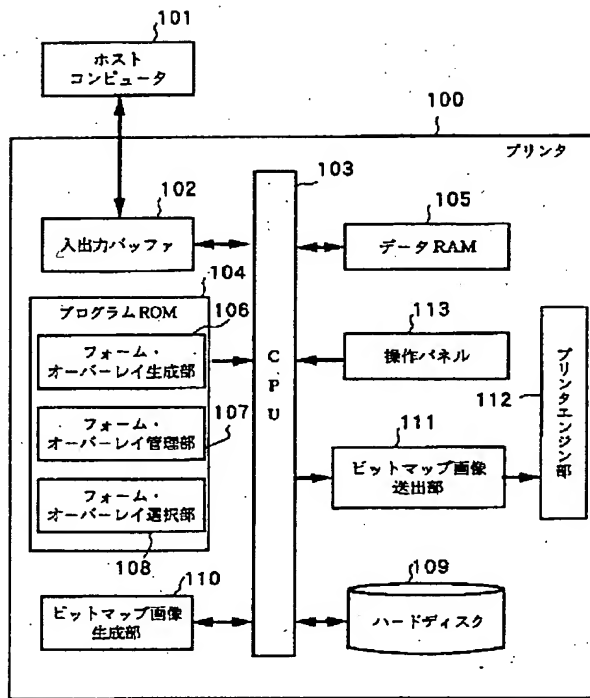 101
ホスト
コンピュータ
100
プリンタ
102
入出力バッファ
103
CPU
105
データRAM
104
プログラムROM
106
フォーム・
オーバーレイ生成部
107
フォーム・
オーバーレイ管理部
フォーム・
オーバーレイ選択部
108
113
操作パネル
112
プリンタエンジン部
111
ビットマップ画像
送出部
110
ビットマップ画像
生成部
109
ハードディスク